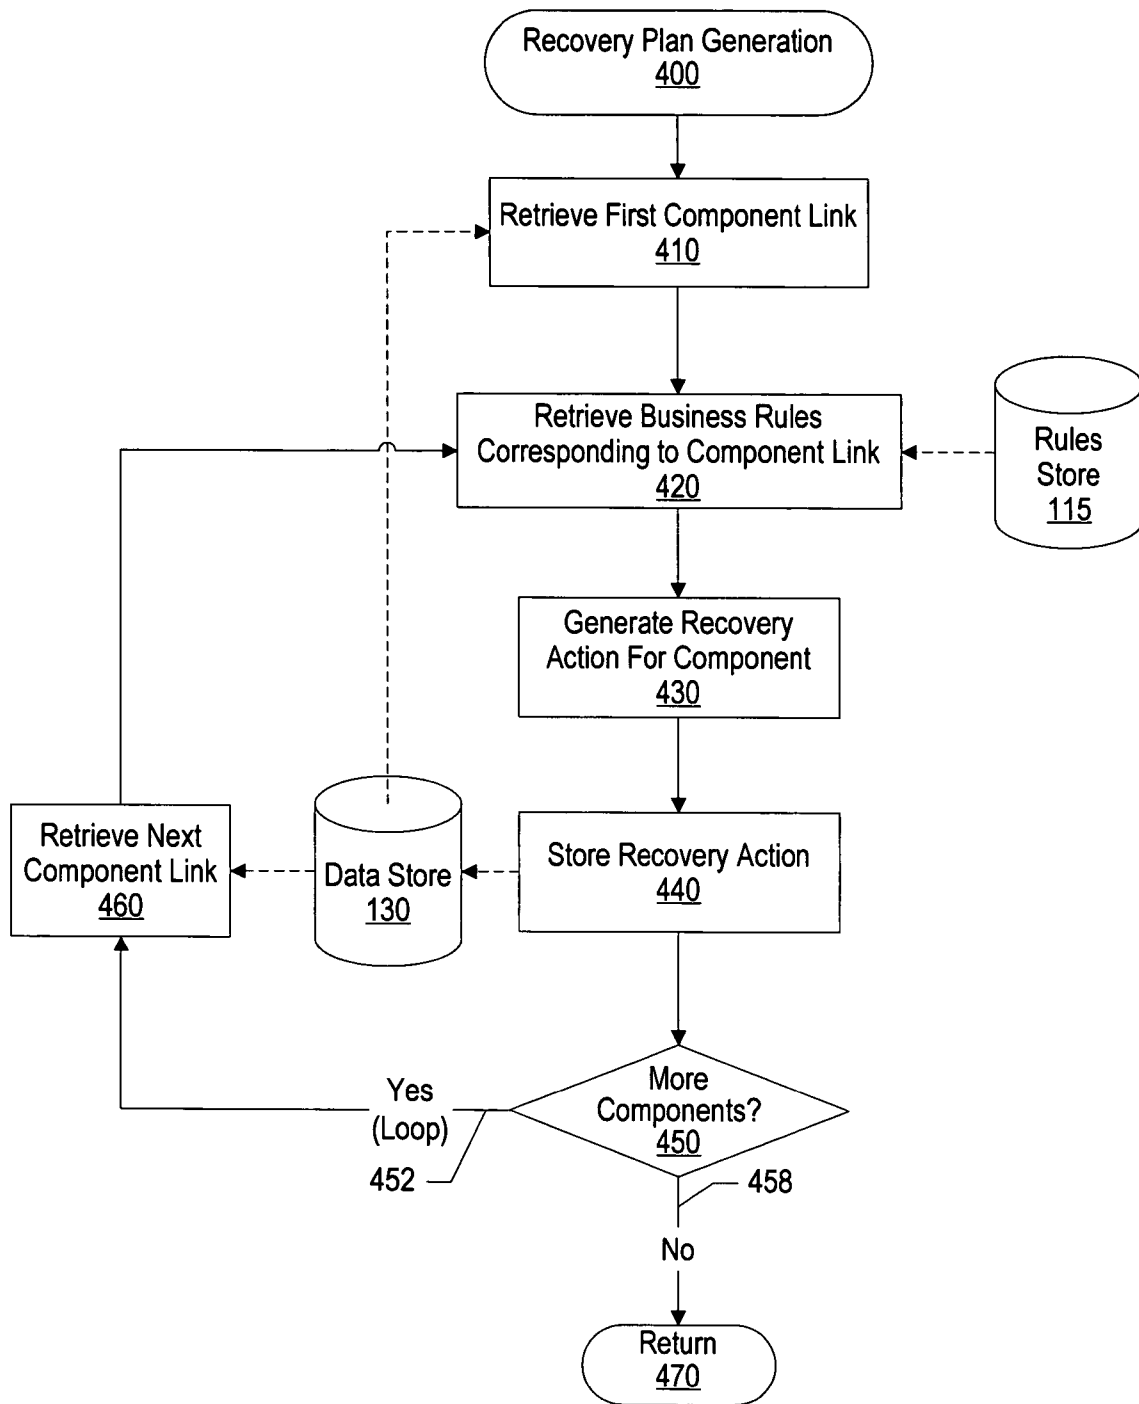 Recovery Plan Generation
400
Retrieve First Component Link
410
Retrieve Business Rules
Corresponding to Component Link
420
Rules
Store
115
Generate Recovery
Action For Component
430
Retrieve Next
Component Link
460
Data Store
130
Store Recovery Action
440
More
Components?
450
Yes
(Loop)
452
458
No
Return
470